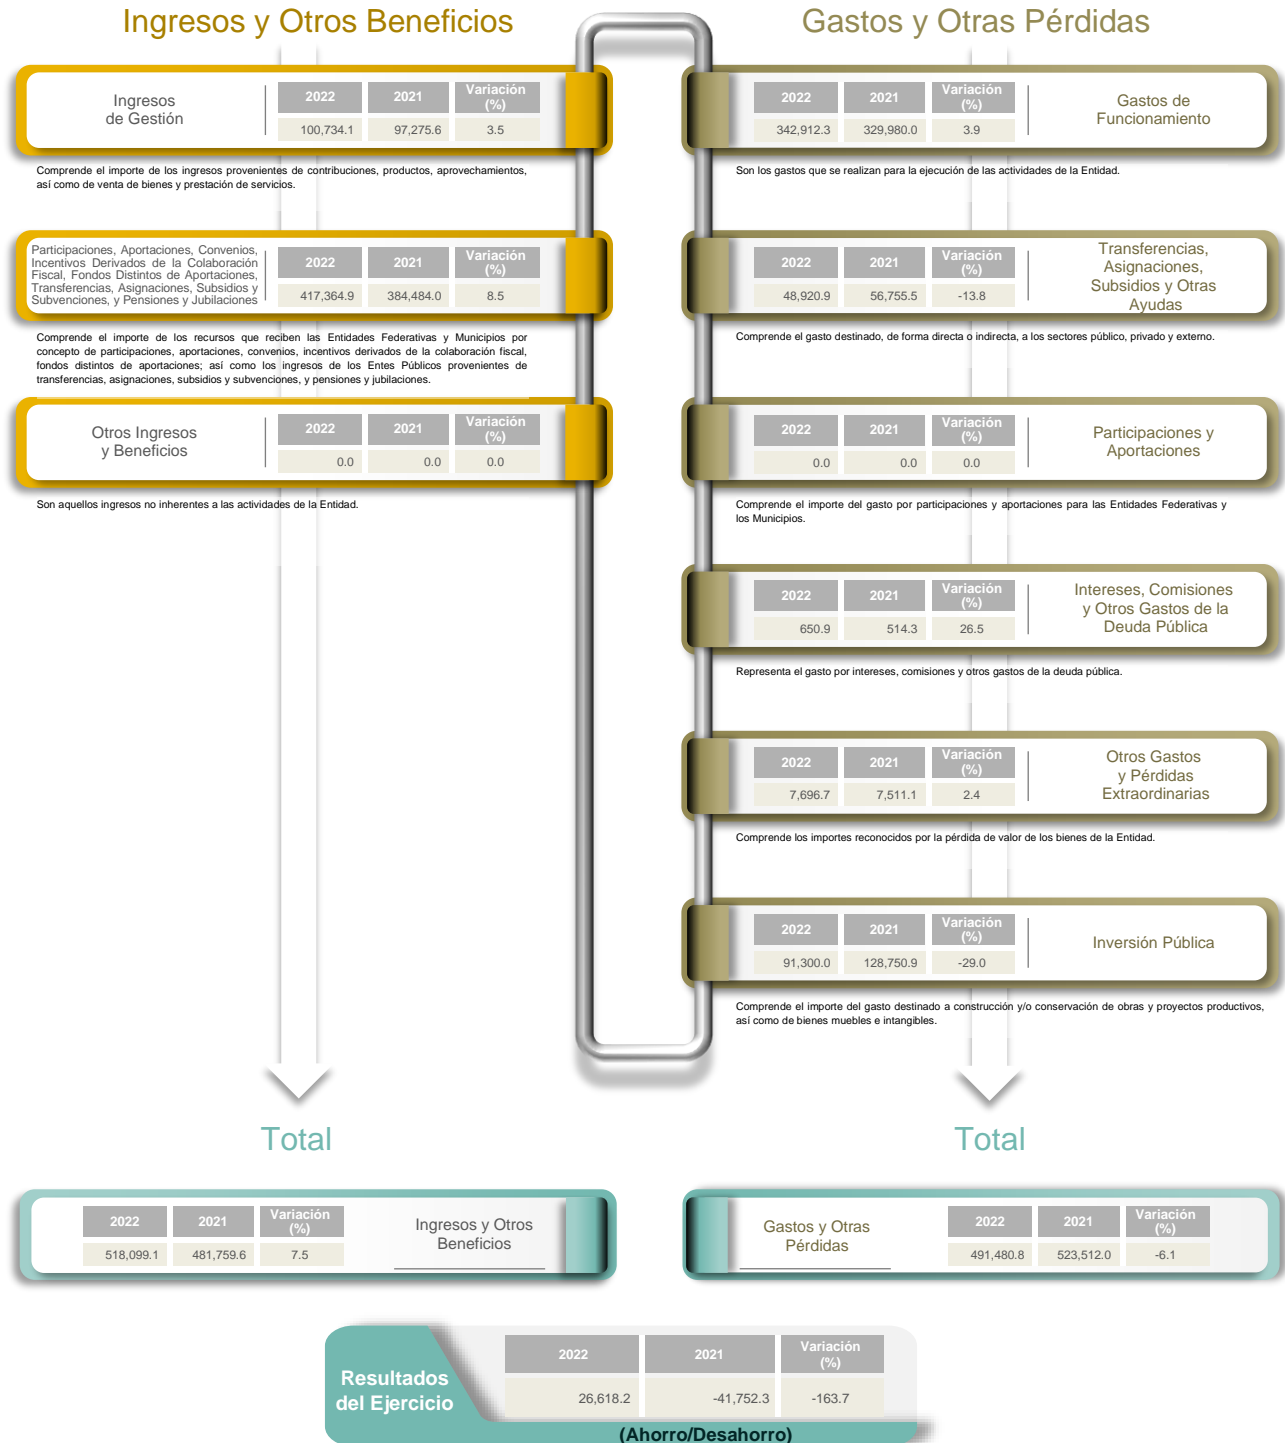 Ingresos y Otros Beneficios
Ingresos
de Gestión
2022 2021 Variación
(%)
100,734.1 97,275.6 3.5
Comprende el importe de los ingresos provenientes de contribuciones, productos, aprovechamientos,
así como de venta de bienes y prestación de servicios.
Participaciones, Aportaciones, Convenios,
Incentivos Derivados de la Colaboración
Fiscal, Fondos Distintos de Aportaciones,
Transferencias, Asignaciones, Subsidios y
Subvenciones, y Pensiones y Jubilaciones
2022 2021 Variación
(%)
417,364.9 384,484.0 8.5
Comprende el importe de los recursos que reciben las Entidades Federativas y Municipios por
concepto de participaciones, aportaciones, convenios, incentivos derivados de la colaboración fiscal,
fondos distintos de aportaciones; así como los ingresos de los Entes Públicos provenientes de
transferencias, asignaciones, subsidios y subvenciones, y pensiones y jubilaciones.
Otros Ingresos
y Beneficios
2022 2021 Variación
(%)
0.0 0.0 0.0
Son aquellos ingresos no inherentes a las actividades de la Entidad.
Gastos y Otras Pérdidas
2022 2021 Variación
(%)
342,912.3 329,980.0 3.9
Gastos de
Funcionamiento
Son los gastos que se realizan para la ejecución de las actividades de la Entidad.
2022 2021 Variación
(%)
48,920.9 56,755.5 -13.8
Transferencias,
Asignaciones,
Subsidios y Otras
Ayudas
Comprende el gasto destinado, de forma directa o indirecta, a los sectores público, privado y externo.
2022 2021 Variación
(%)
0.0 0.0 0.0
Participaciones y
Aportaciones
Comprende el importe del gasto por participaciones y aportaciones para las Entidades Federativas y
los Municipios.
2022 2021 Variación
(%)
650.9 514.3 26.5
Intereses, Comisiones
y Otros Gastos de la
Deuda Pública
Representa el gasto por intereses, comisiones y otros gastos de la deuda pública.
2022 2021 Variación
(%)
7,696.7 7,511.1 2.4
Otros Gastos
y Pérdidas
Extraordinarias
Comprende los importes reconocidos por la pérdida de valor de los bienes de la Entidad.
2022 2021 Variación
(%)
91,300.0 128,750.9 -29.0
Inversión Pública
Comprende el importe del gasto destinado a construcción y/o conservación de obras y proyectos productivos,
así como de bienes muebles e intangibles.
Total
2022 2021 Variación
(%)
518,099.1 481,759.6 7.5
Ingresos y Otros
Beneficios
Total
Gastos y Otras
Pérdidas
2022 2021 Variación
(%)
491,480.8 523,512.0 -6.1
Resultados
del Ejercicio
2022 2021 Variación
(%)
26,618.2 -41,752.3 -163.7
(Ahorro/Desahorro)